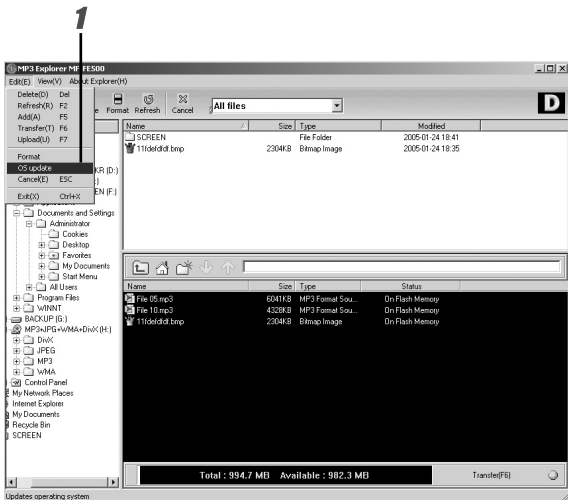 1
MP3 Explorer MF-FE500
Edit(E) View(V) About Explorer(H)
Delete(D) Del
Refresh(R) F2
Add(A) F5
Transfer(T) F6
Upload(U) F7
Format
OS update
Cancel(E) ESC
Exit(X) Ctrl+X
Format Refresh Cancel All files D
Name Size Type Modified
SCREEN File Folder 2005-01-24 18:41
11fdefdfdf.bmp 2304KB Bitmap Image 2005-01-24 18:35
KR (D:)
EN (F:)
Documents and Settings
Administrator
Cookies
Desktop
Favorites
My Documents
Start Menu
All Users
Program Files
WINNT
BACKUP (G:)
MP3+JPG+WMA+DivX (H:)
DivX
JPEG
MP3
WMA
Control Panel
My Network Places
Internet Explorer
My Documents
Recycle Bin
SCREEN
Name Size Type Status
File 05.mp3 6041KB MP3 Format Sou... On Flash Memory
File 10.mp3 4328KB MP3 Format Sou... On Flash Memory
11fdefdfdf.bmp 2304KB Bitmap Image On Flash Memory
Total : 994.7 MB Available : 982.3 MB Transfer(F6)
Updates operating system